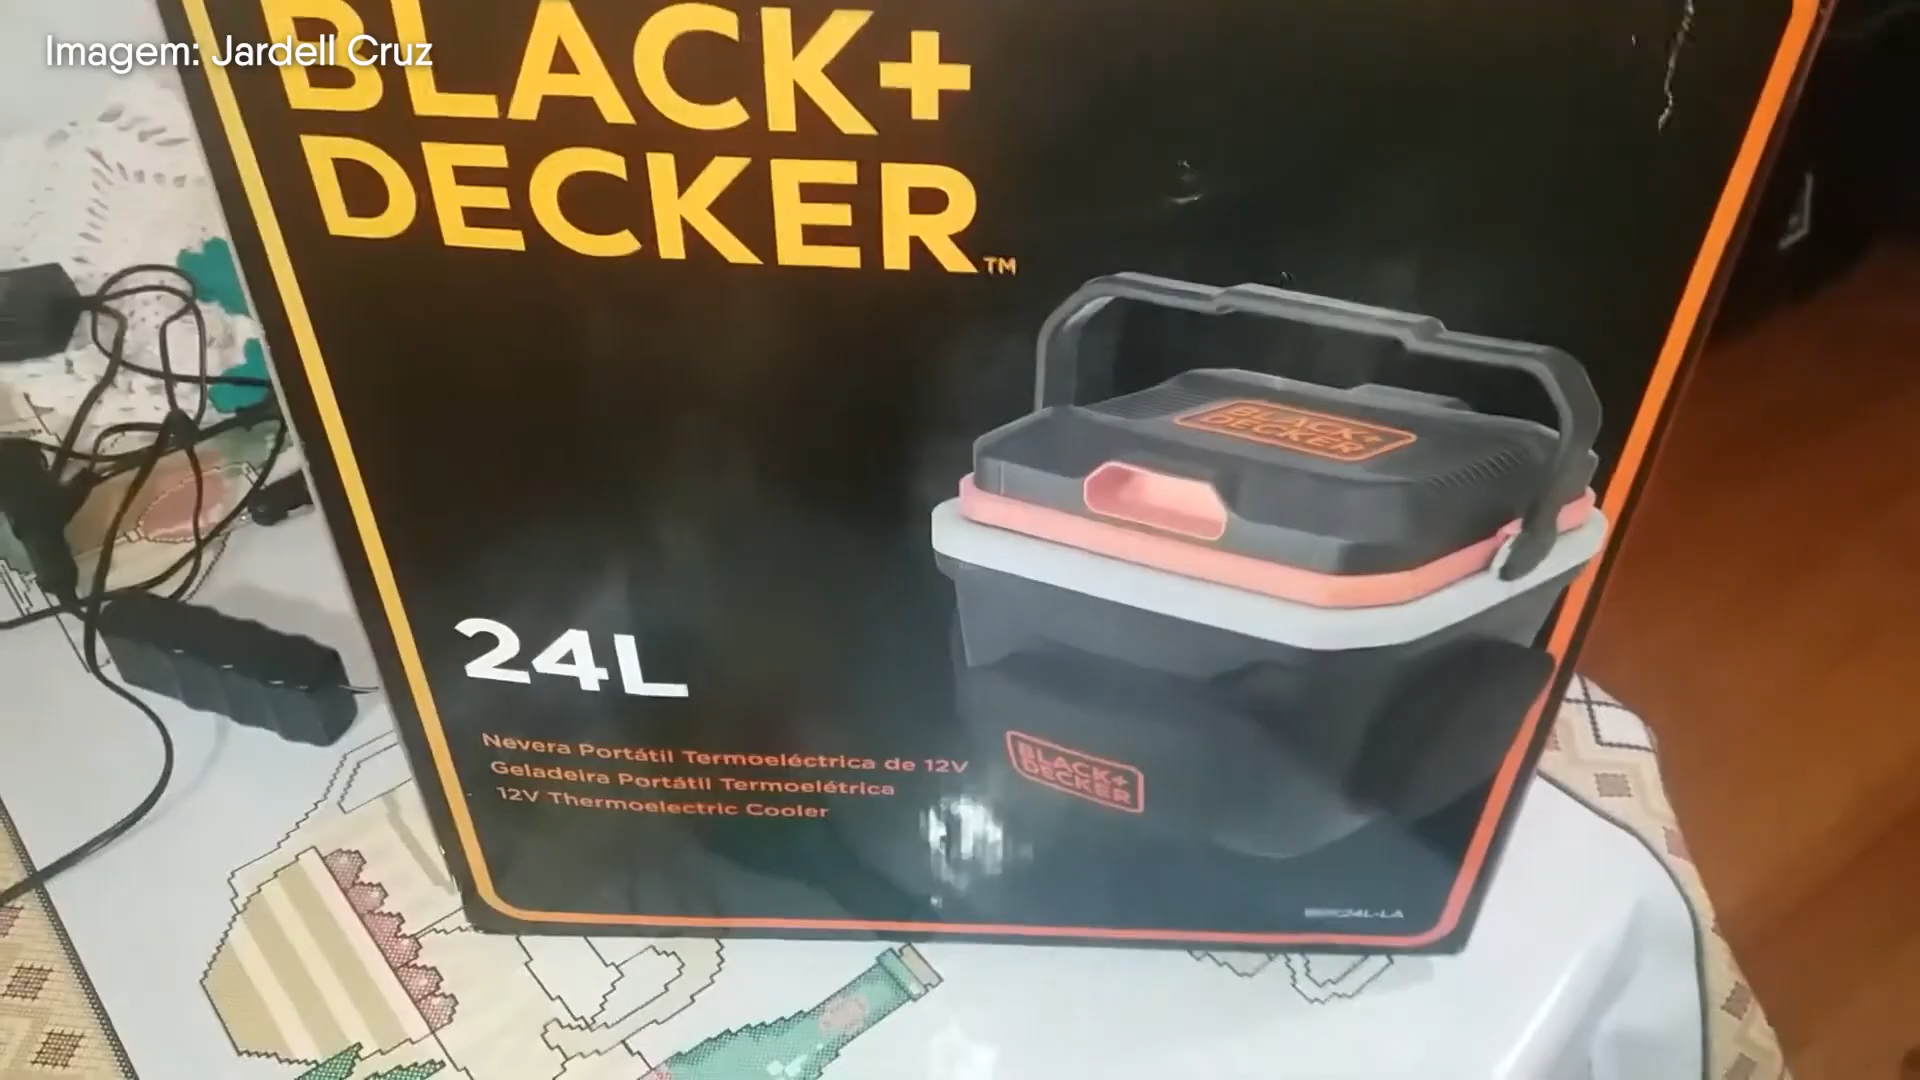 Imagem: Jardell Cruz
BLACK+
DECKER™
BLACK+
DECKER
24L
Nevera Portátil Termoeléctrica de 12V
Geladeira Portátil Termoelétrica
12V Thermoelectric Cooler
BLACK+
DECKER